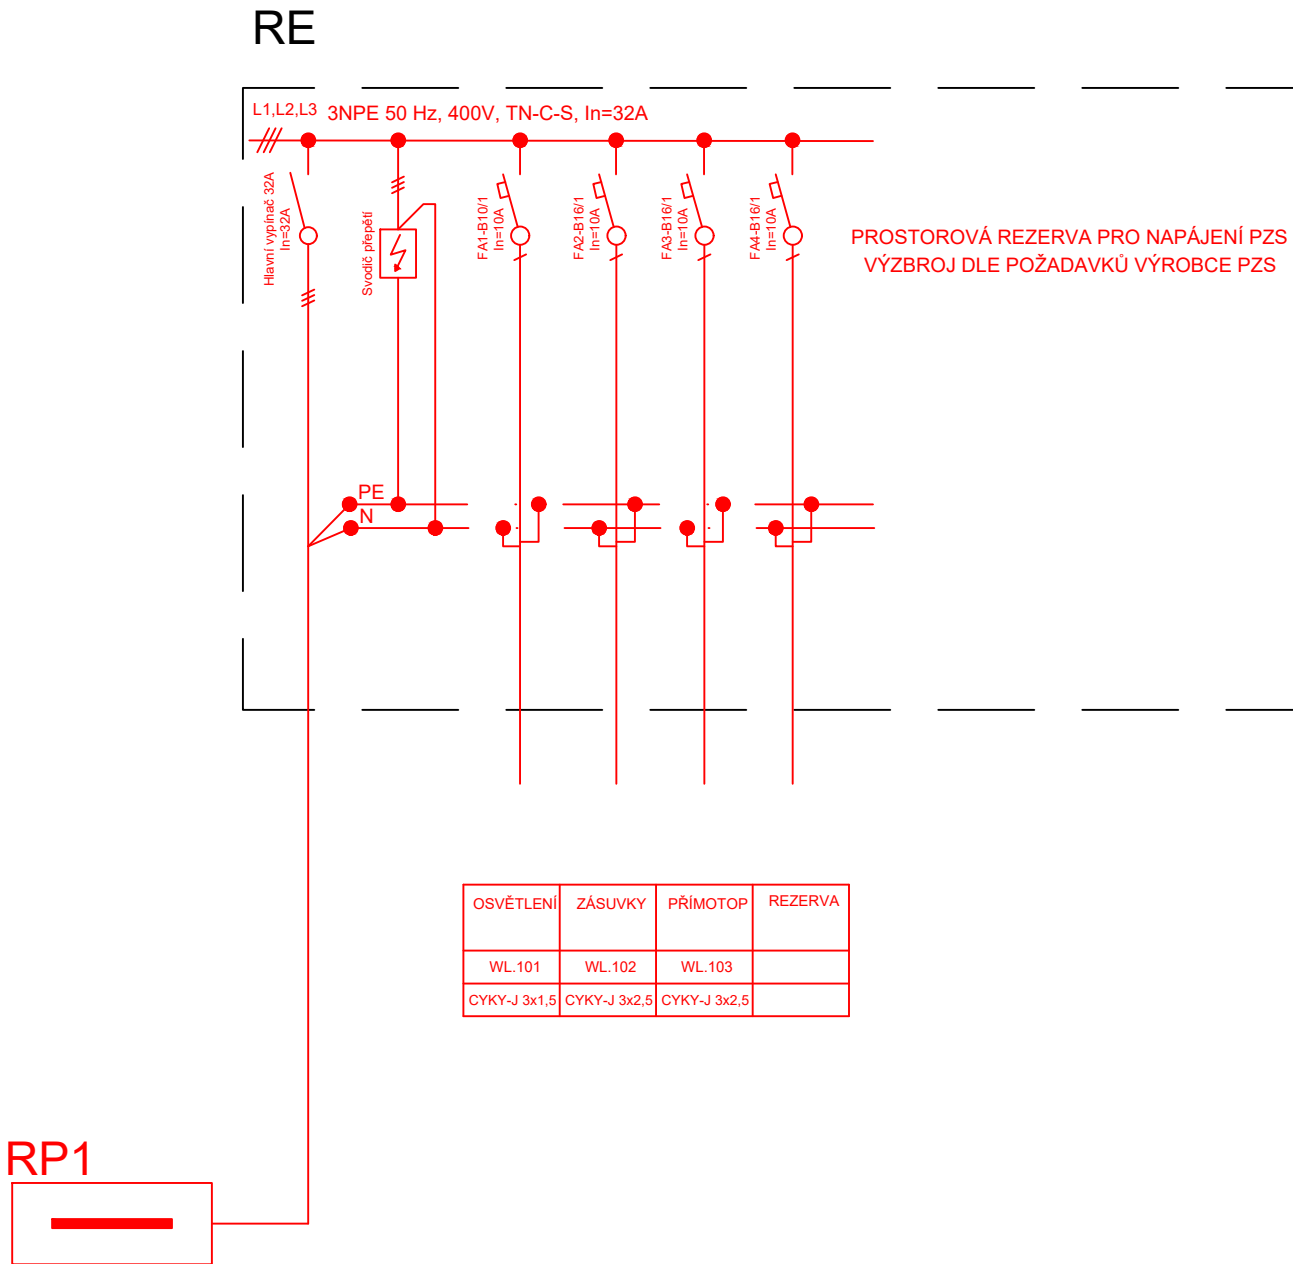 RE
L1,L2,L3 3NPE 50 Hz, 400V, TN-C-S, In=32A
Hlavní vypínač 32A
In=32A
Svodič přepětí
FA1-B10/1
In=10A
FA2-B16/1
In=10A
FA3-B16/1
In=10A
FA4-B16/1
In=10A
PROSTOROVÁ REZERVA PRO NAPÁJENÍ PZS
VÝZBROJ DLE POŽADAVKŮ VÝROBCE PZS
PE
N
OSVĚTLENÍ ZÁSUVKY PŘÍMOTOP REZERVA
WL.101 WL.102 WL.103
CYKY-J 3x1,5 CYKY-J 3x2,5 CYKY-J 3x2,5
RP1